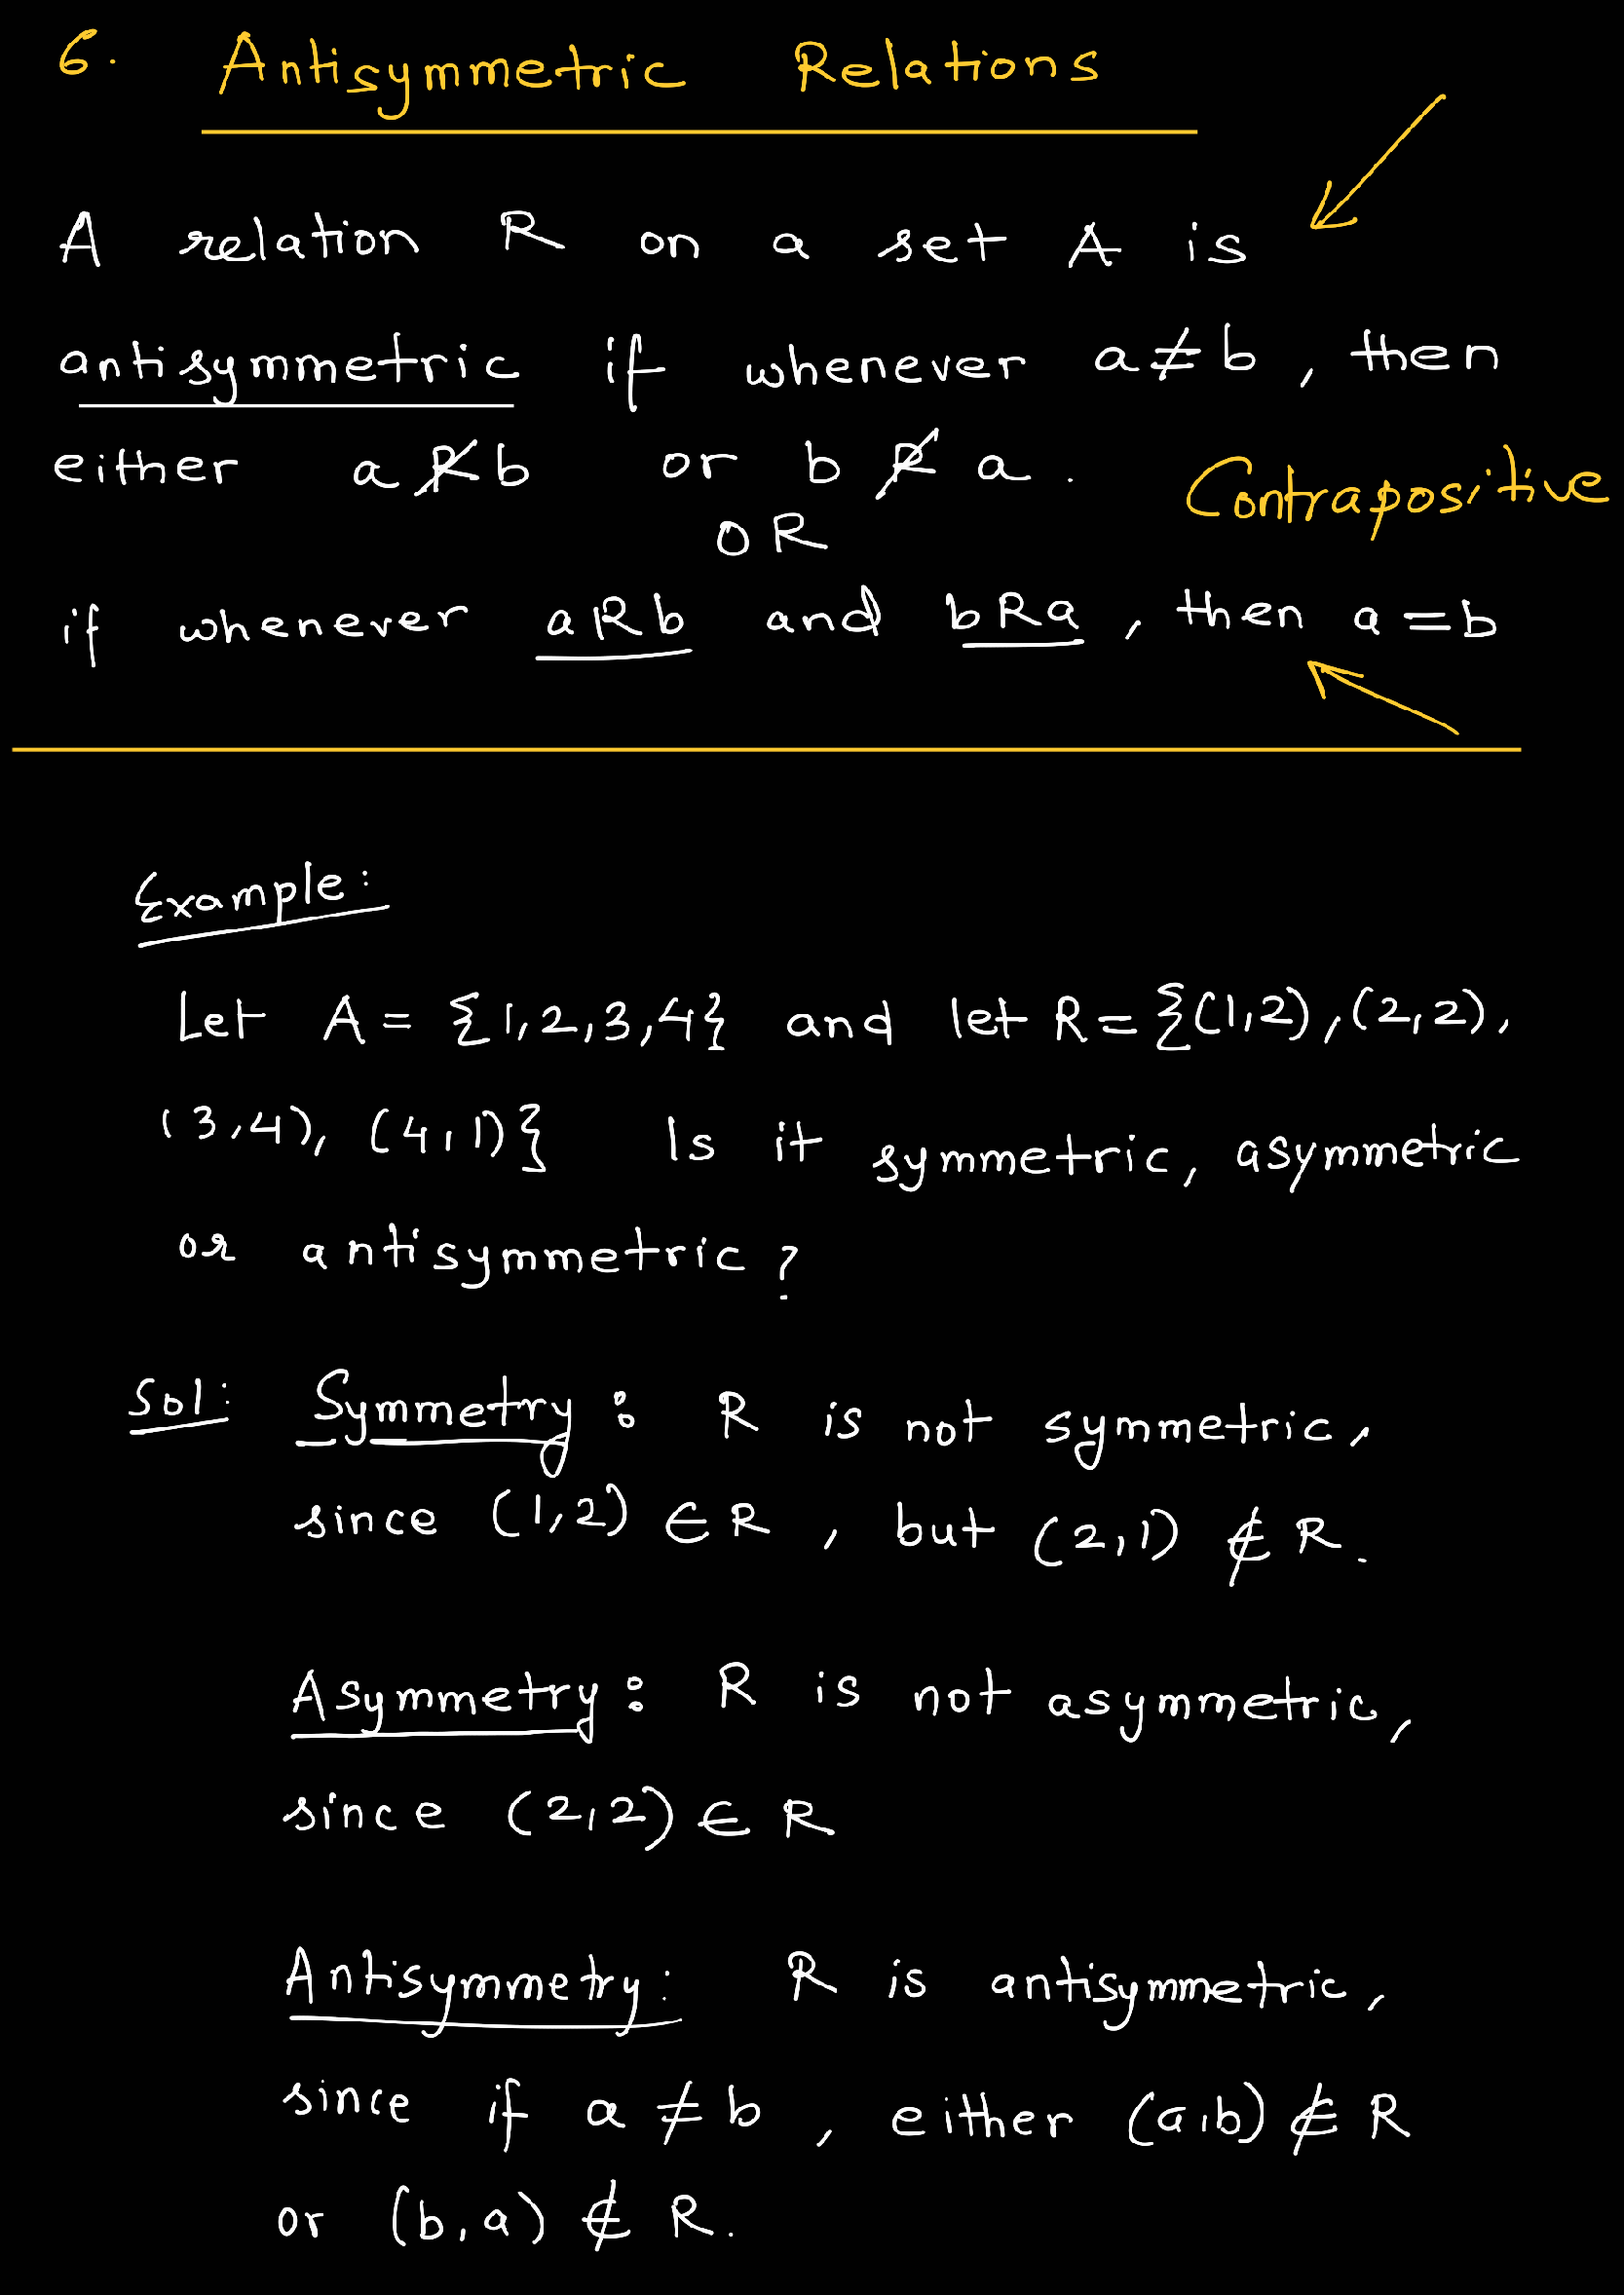 6. Antisymmetric Relations
A relation R on a set A is
antisymmetric if whenever a≠b, then
either a R̸ b or b R̸ a.
Contrapositive
OR
if whenever aRb and bRa, then a=b
Example:
Let A = {1,2,3,4} and let R = {(1,2), (2,2),
(3,4), (4,1)} Is it symmetric, asymmetric
or antisymmetric?
Sol: Symmetry: R is not symmetric,
since (1,2) ∈ R, but (2,1) ∉ R.
Asymmetry: R is not asymmetric,
since (2,2) ∈ R
Antisymmetry: R is antisymmetric,
since if a ≠ b, either (a,b) ∉ R
or (b,a) ∉ R.